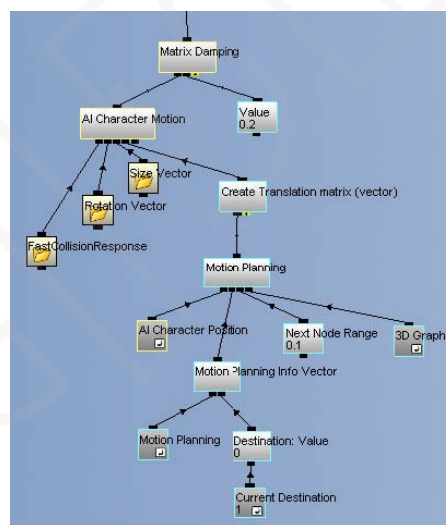 Matrix Damping
AI Character Motion
Value
0.2
Size Vector
Create Translation matrix (vector)
Rotation Vector
FastCollisionResponse
Motion Planning
AI Character Position
Next Node Range
0.1
3D Graph
Motion Planning Info Vector
Motion Planning
Destination: Value
0
Current Destination
1